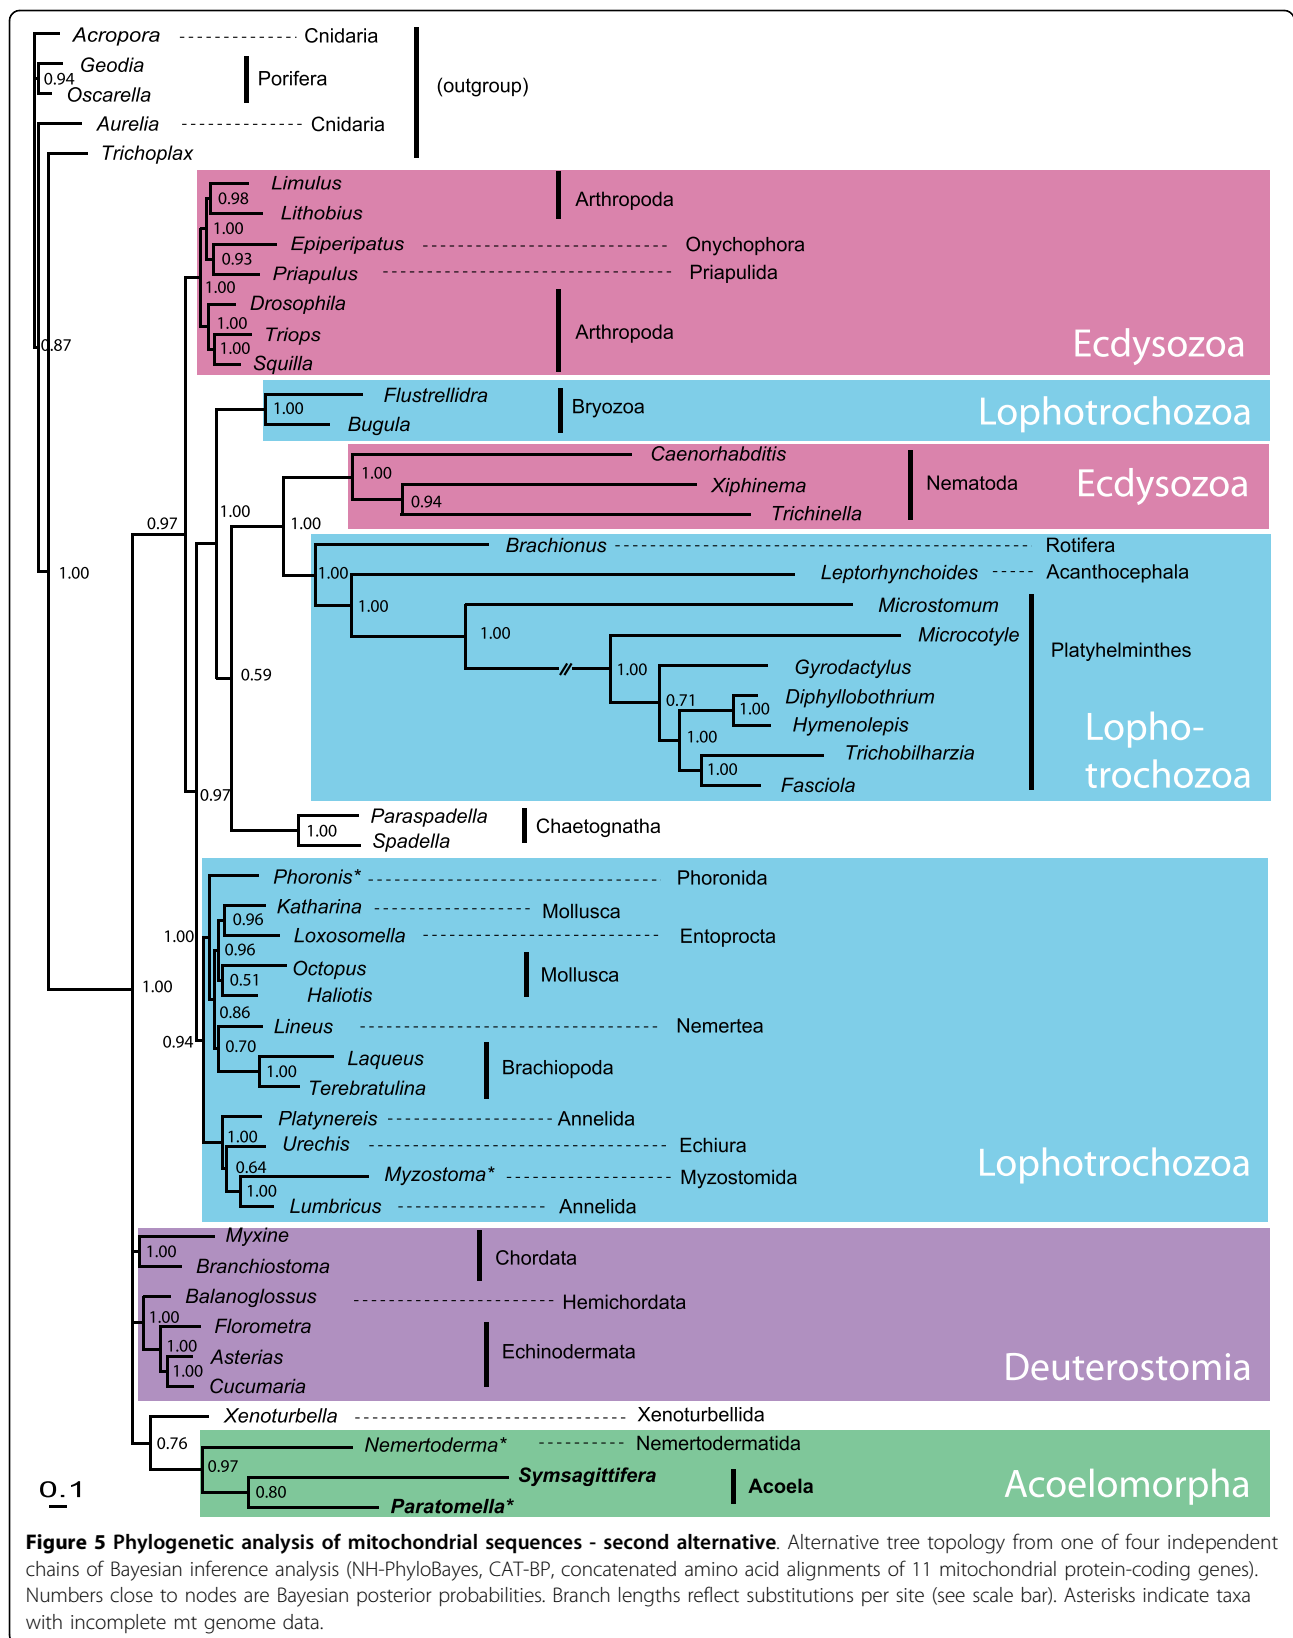 Acropora Cnidaria
Geodia
0.94
Porifera
(outgroup)
Oscarella
Aurelia Cnidaria
Trichoplax
Limulus
0.98
Arthropoda
Lithobius
1.00
Epiperipatus Onychophora
0.93
Priapulus Priapulida
1.00
Drosophila
1.00
Triops
Arthropoda
Ecdysozoa
0.87
1.00
Squilla
Flustrellidra
1.00
Bryozoa
Lophotrochozoa
Bugula
Caenorhabditis
1.00
Xiphinema
Nematoda
Ecdysozoa
0.94
Trichinella
0.97
1.00
1.00
Brachionus Rotifera
1.00
1.00
Leptorhynchoides Acanthocephala
1.00
Microstomum
1.00
Microcotyle
Platyhelminthes
1.00
Gyrodactylus
0.59
0.71
Diphyllobothrium
1.00
Hymenolepis
1.00
Lopho-
trochozoa
Trichobilharzia
1.00
Fasciola
0.97
Paraspadella
1.00
Chaetognatha
Spadella
Phoronis* Phoronida
Katharina Mollusca
0.96
1.00
Loxosomella Entoprocta
0.96
Octopus
0.51
Mollusca
1.00
Haliotis
0.86
Lineus Nemertea
0.94
0.70
Laqueus
1.00
Brachiopoda
Terebratulina
Platynereis Annelida
1.00
Urechis Echiura
0.64
Lophotrochozoa
Myzostoma* Myzostomida
1.00
Lumbricus Annelida
Myxine
1.00
Chordata
Branchiostoma
Balanoglossus Hemichordata
1.00
Florometra
1.00
Asterias
Echinodermata
Deuterostomia
1.00
Cucumaria
Xenoturbella Xenoturbellida
0.76
Nemertoderma* Nemertodermatida
0.97
Symsagittifera
0.80
Acoela
Acoelomorpha
Paratomella*
0.1
Figure 5 Phylogenetic analysis of mitochondrial sequences - second alternative. Alternative tree topology from one of four independent
chains of Bayesian inference analysis (NH-PhyloBayes, CAT-BP, concatenated amino acid alignments of 11 mitochondrial protein-coding genes).
Numbers close to nodes are Bayesian posterior probabilities. Branch lengths reflect substitutions per site (see scale bar). Asterisks indicate taxa
with incomplete mt genome data.